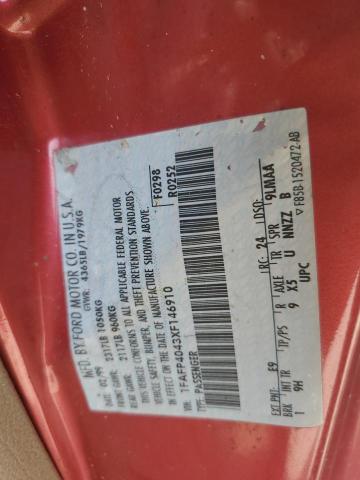 MFD. BY FORD MOTOR CO. IN U.S.A.
DATE: 02/99 GVWR: 4365LB/1979KG
FRONT GAWR: 2317LB 1050KG
REAR GAWR: 2117LB 960KG
THIS VEHICLE CONFORMS TO ALL APPLICABLE FEDERAL MOTOR
VEHICLE SAFETY, BUMPER, AND THEFT PREVENTION STANDARDS
IN EFFECT ON THE DATE OF MANUFACTURE SHOWN ABOVE.
VIN: 1FAFP4043XF146910 F0298
TYPE: PASSENGER R0252
EXT PNT: E9 RC: 24 DSO:
BRK INT TR TP/PS R AXLE TR SPR 9LMAA
1 9H 9 X5 U NNZZ B
UPC F85B-1520472-AB